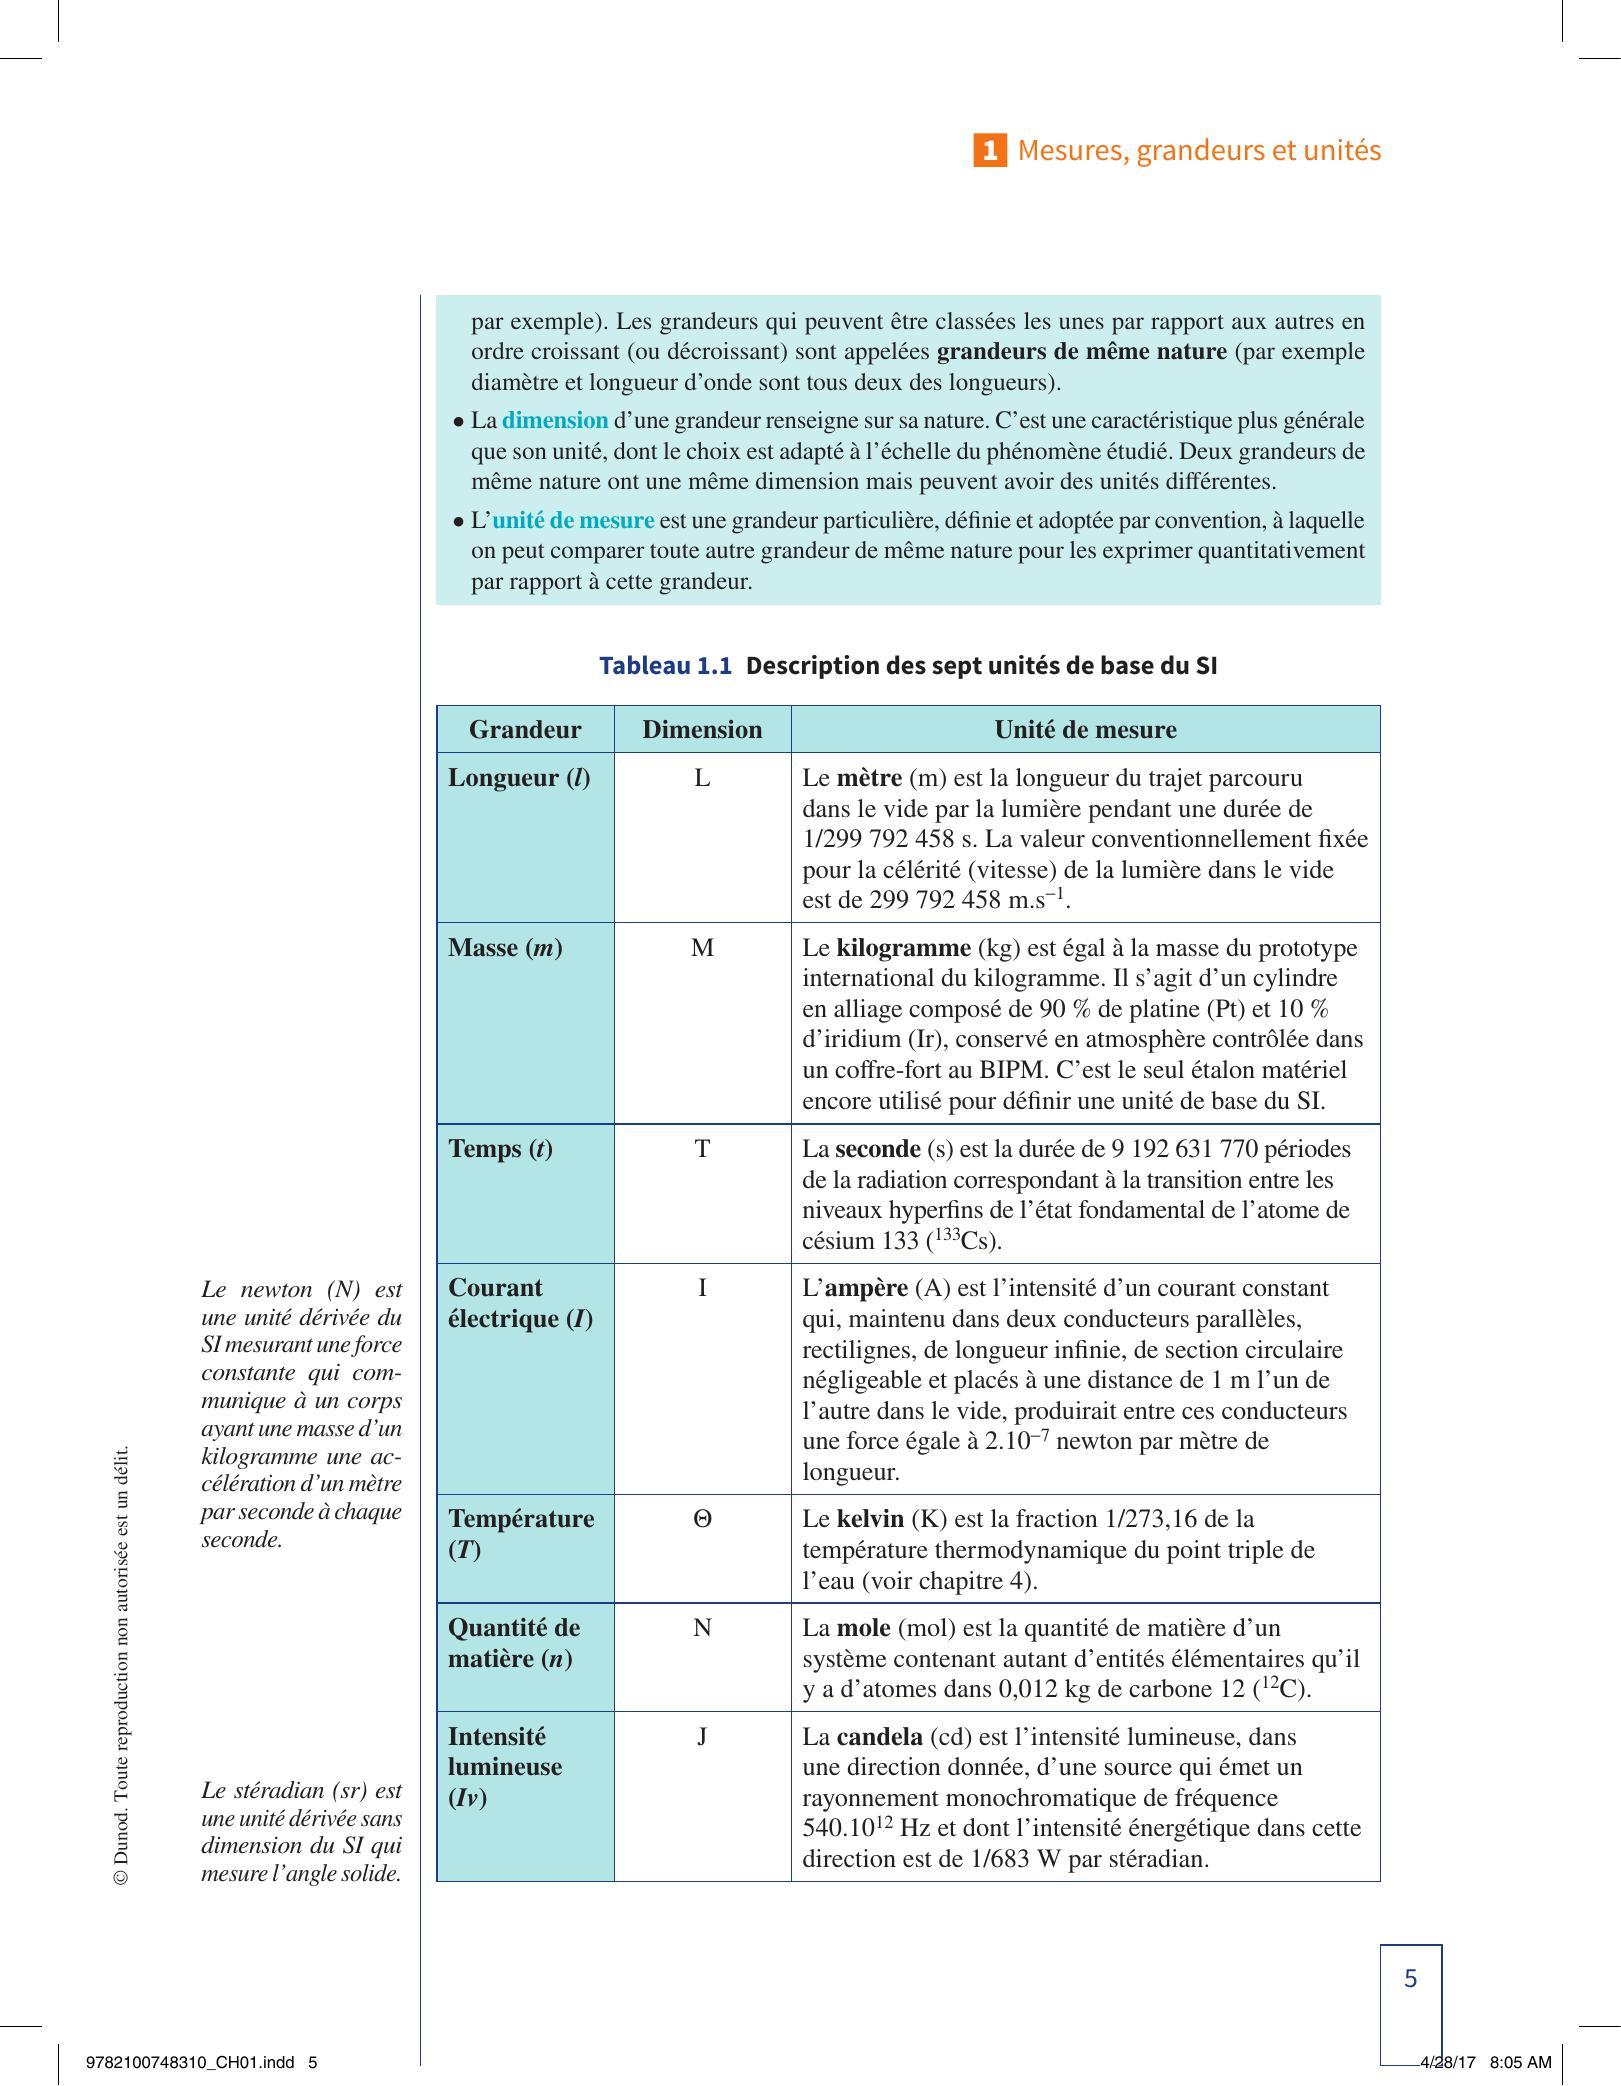 1 Mesures, grandeurs et unités
par exemple). Les grandeurs qui peuvent être classées les unes par rapport aux autres en
ordre croissant (ou décroissant) sont appelées grandeurs de même nature (par exemple
diamètre et longueur d’onde sont tous deux des longueurs).
• La dimension d’une grandeur renseigne sur sa nature. C’est une caractéristique plus générale
que son unité, dont le choix est adapté à l’échelle du phénomène étudié. Deux grandeurs de
même nature ont une même dimension mais peuvent avoir des unités différentes.
• L’unité de mesure est une grandeur particulière, définie et adoptée par convention, à laquelle
on peut comparer toute autre grandeur de même nature pour les exprimer quantitativement
par rapport à cette grandeur.
Tableau 1.1 Description des sept unités de base du SI
Grandeur Dimension Unité de mesure
Longueur (l) L Le mètre (m) est la longueur du trajet parcouru
dans le vide par la lumière pendant une durée de
1/299 792 458 s. La valeur conventionnellement fixée
pour la célérité (vitesse) de la lumière dans le vide
est de 299 792 458 m.s⁻¹.
Masse (m) M Le kilogramme (kg) est égal à la masse du prototype
international du kilogramme. Il s’agit d’un cylindre
en alliage composé de 90 % de platine (Pt) et 10 %
d’iridium (Ir), conservé en atmosphère contrôlée dans
un coffre-fort au BIPM. C’est le seul étalon matériel
encore utilisé pour définir une unité de base du SI.
Temps (t) T La seconde (s) est la durée de 9 192 631 770 périodes
de la radiation correspondant à la transition entre les
niveaux hyperfins de l’état fondamental de l’atome de
césium 133 (¹³³Cs).
Courant
électrique (I)
I
L’ampère (A) est l’intensité d’un courant constant
qui, maintenu dans deux conducteurs parallèles,
rectilignes, de longueur infinie, de section circulaire
négligeable et placés à une distance de 1 m l’un de
l’autre dans le vide, produirait entre ces conducteurs
une force égale à 2.10⁻⁷ newton par mètre de
longueur.
Température
(T)
Θ
Le kelvin (K) est la fraction 1/273,16 de la
température thermodynamique du point triple de
l’eau (voir chapitre 4).
Quantité de
matière (n)
N
La mole (mol) est la quantité de matière d’un
système contenant autant d’entités élémentaires qu’il
y a d’atomes dans 0,012 kg de carbone 12 (¹²C).
Intensité
lumineuse
(Iv)
J
La candela (cd) est l’intensité lumineuse, dans
une direction donnée, d’une source qui émet un
rayonnement monochromatique de fréquence
540.10¹² Hz et dont l’intensité énergétique dans cette
direction est de 1/683 W par stéradian.
Le newton (N) est
une unité dérivée du
SI mesurant une force
constante qui com-
munique à un corps
ayant une masse d’un
kilogramme une ac-
célération d’un mètre
par seconde à chaque
seconde.
Le stéradian (sr) est
une unité dérivée sans
dimension du SI qui
mesure l’angle solide.
© Dunod. Toute reproduction non autorisée est un délit.
5
9782100748310_CH01.indd 5
4/28/17 8:05 AM